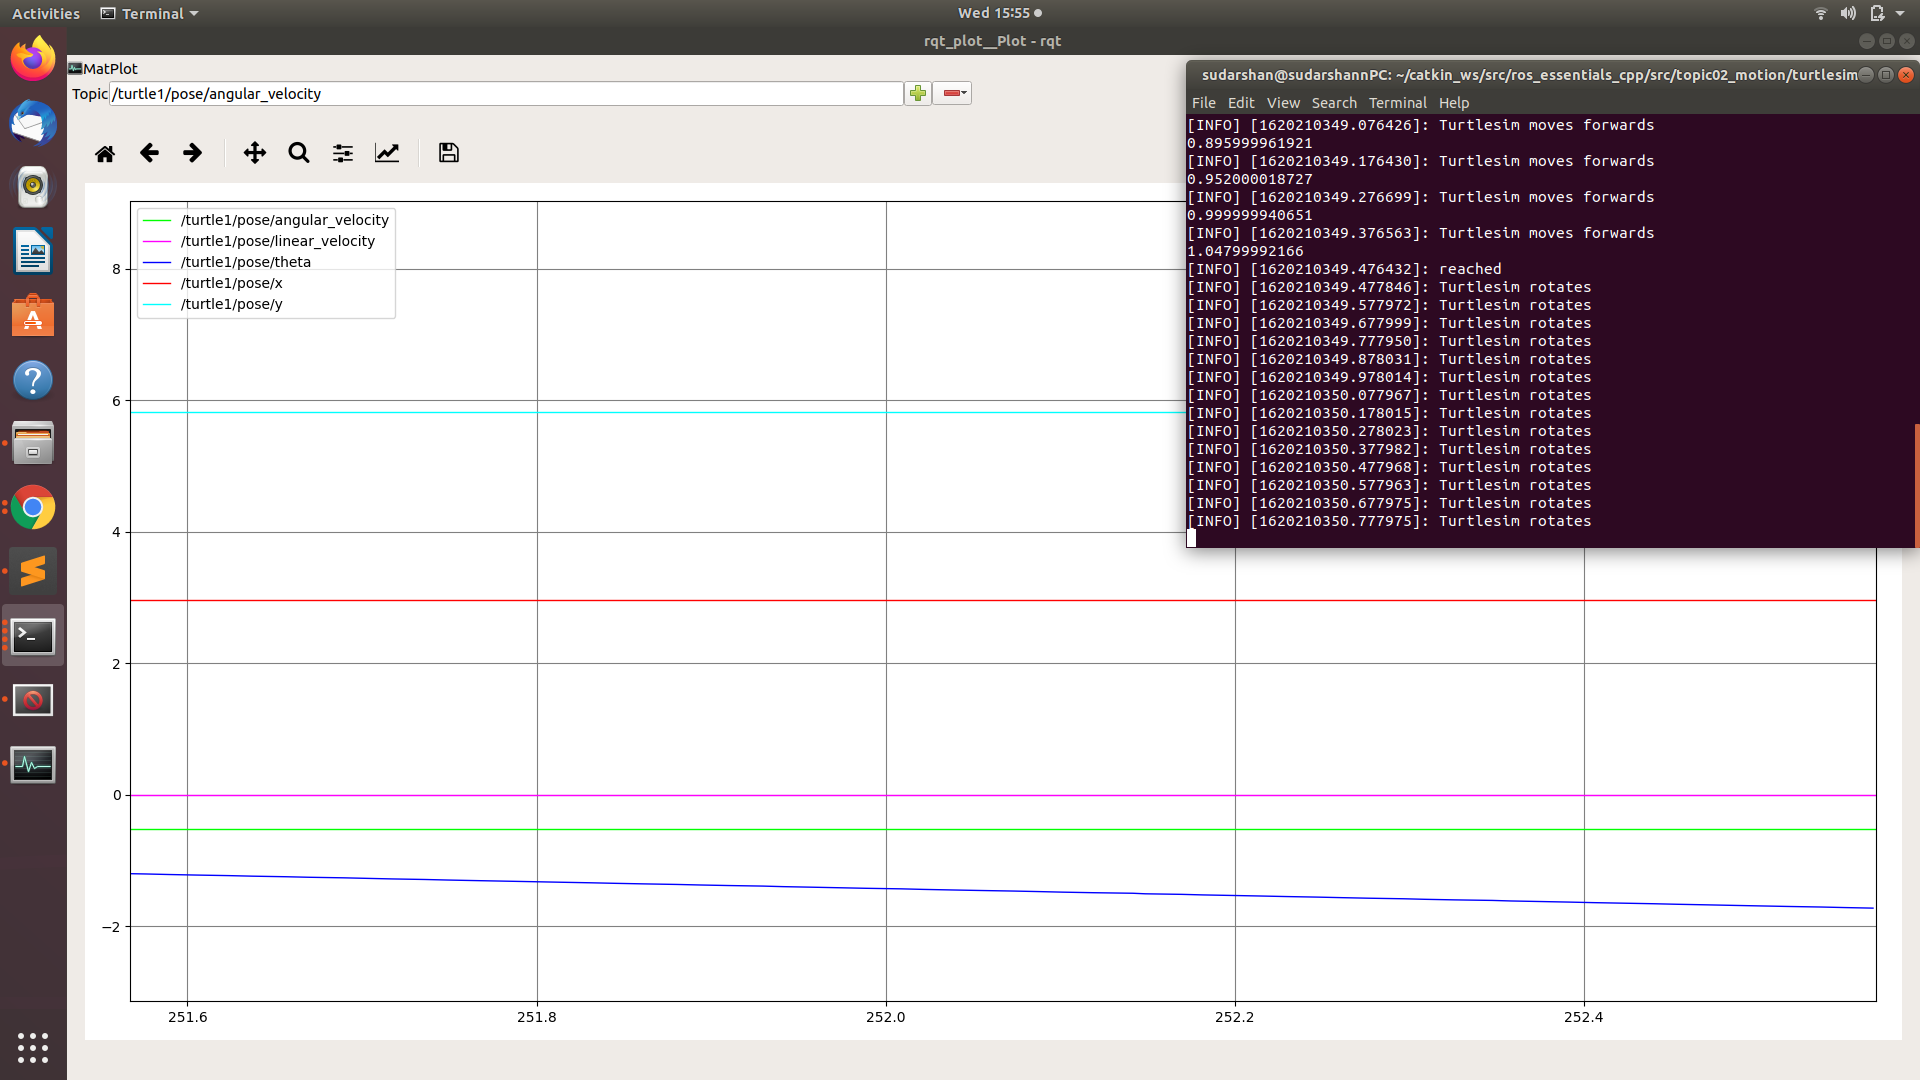 Activities
Terminal
Wed 15:55
rqt_plot__Plot - rqt
MatPlot
Topic /turtle1/pose/angular_velocity
/turtle1/pose/angular_velocity
/turtle1/pose/linear_velocity
/turtle1/pose/theta
/turtle1/pose/x
/turtle1/pose/y
8
6
4
2
0
−2
251.6
251.8
252.0
252.2
252.4
sudarshan@sudarshannPC: ~/catkin_ws/src/ros_essentials_cpp/src/topic02_motion/turtlesim
File Edit View Search Terminal Help
[INFO] [1620210349.076426]: Turtlesim moves forwards
0.895999961921
[INFO] [1620210349.176430]: Turtlesim moves forwards
0.952000018727
[INFO] [1620210349.276699]: Turtlesim moves forwards
0.999999940651
[INFO] [1620210349.376563]: Turtlesim moves forwards
1.04799992166
[INFO] [1620210349.476432]: reached
[INFO] [1620210349.477846]: Turtlesim rotates
[INFO] [1620210349.577972]: Turtlesim rotates
[INFO] [1620210349.677999]: Turtlesim rotates
[INFO] [1620210349.777950]: Turtlesim rotates
[INFO] [1620210349.878031]: Turtlesim rotates
[INFO] [1620210349.978014]: Turtlesim rotates
[INFO] [1620210350.077967]: Turtlesim rotates
[INFO] [1620210350.178015]: Turtlesim rotates
[INFO] [1620210350.278023]: Turtlesim rotates
[INFO] [1620210350.377982]: Turtlesim rotates
[INFO] [1620210350.477968]: Turtlesim rotates
[INFO] [1620210350.577963]: Turtlesim rotates
[INFO] [1620210350.677975]: Turtlesim rotates
[INFO] [1620210350.777975]: Turtlesim rotates